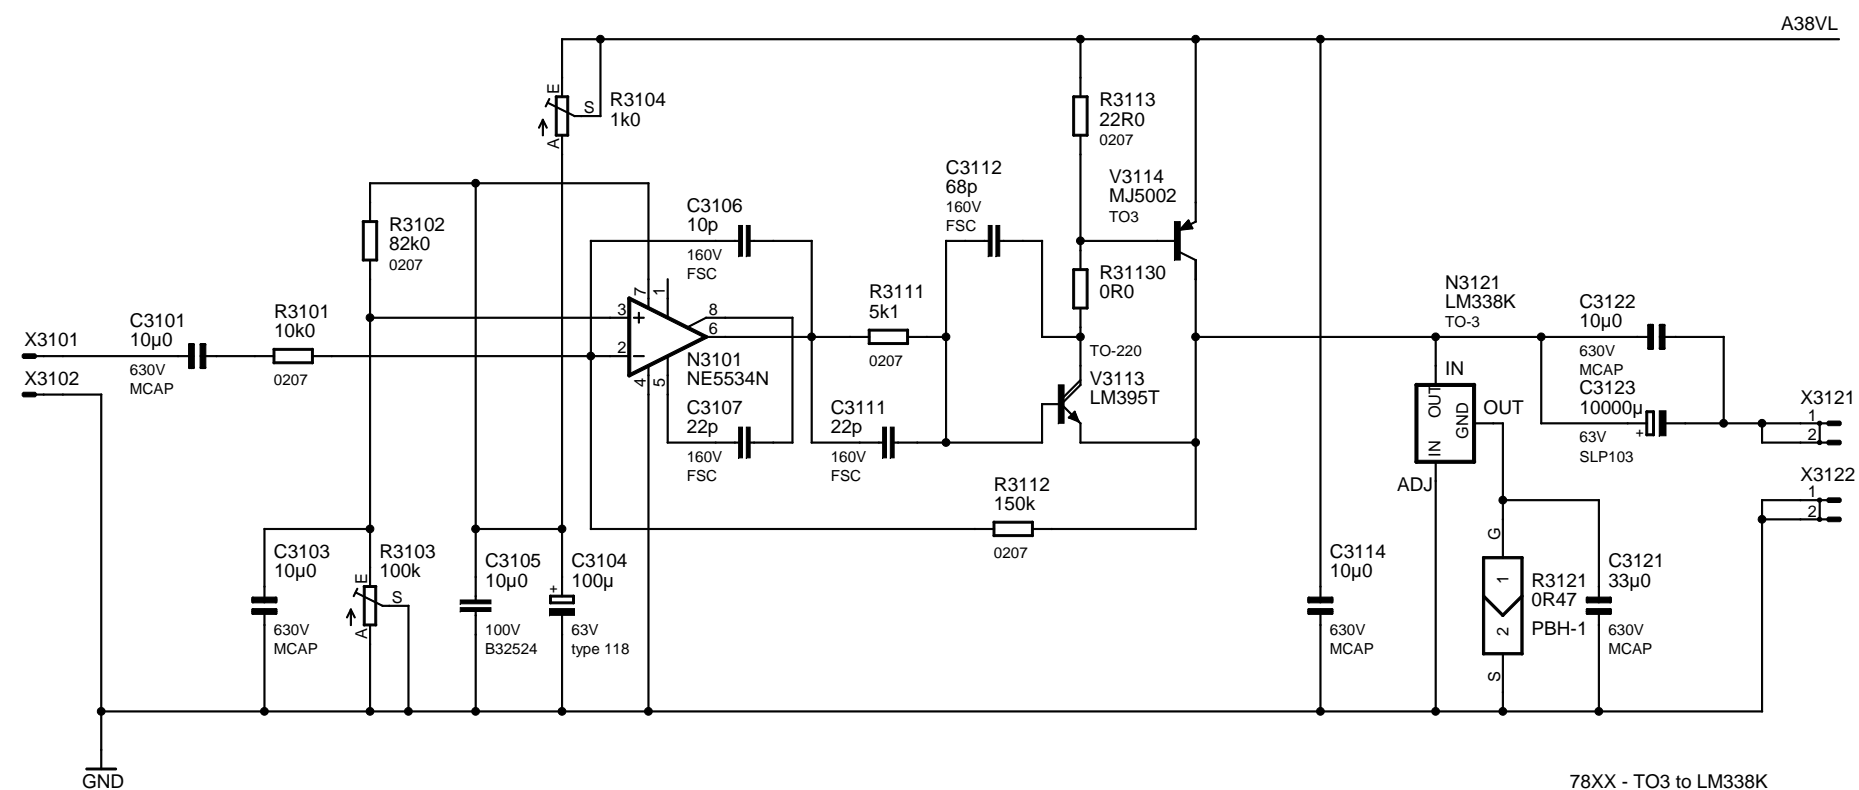 A38VL
E
S
A
R3104
1k0
R3113
22R0
0207
C3112
68p
160V
FSC
V3114
MJ5002
TO3
R3102
82k0
0207
C3106
10p
160V
FSC
R31130
0R0
N3121
LM338K
TO-3
C3122
10µ0
630V
MCAP
X3101
C3101
10µ0
630V
MCAP
R3101
10k0
0207
3
+
2
−
7
1
8
6
4
5
N3101
NE5534N
R3111
5k1
0207
TO-220
V3113
LM395T
X3102
C3107
22p
160V
FSC
C3111
22p
160V
FSC
IN
OUT
GND
IN
OUT
ADJ
C3123
10000µ
+
63V
SLP103
X3121
1
2
X3122
1
2
R3112
150k
0207
C3103
10µ0
630V
MCAP
R3103
100k
E
S
A
C3105
10µ0
100V
B32524
C3104
100µ
+
63V
type 118
C3114
10µ0
630V
MCAP
G
1
2
S
R3121
0R47
PBH-1
C3121
33µ0
630V
MCAP
GND
78XX - TO3 to LM338K